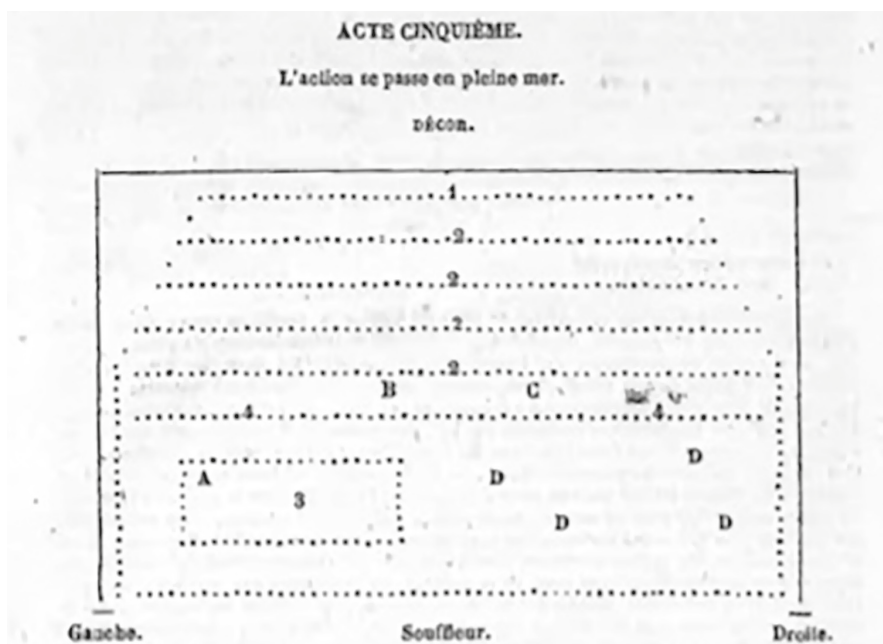 ACTE CINQUIÈME.
L'action se passe en pleine mer.
DÉCOR.
1
2
2
2
2
B C
4 4
D
A D
3
D D
Gauche. Souffleur. Droite.